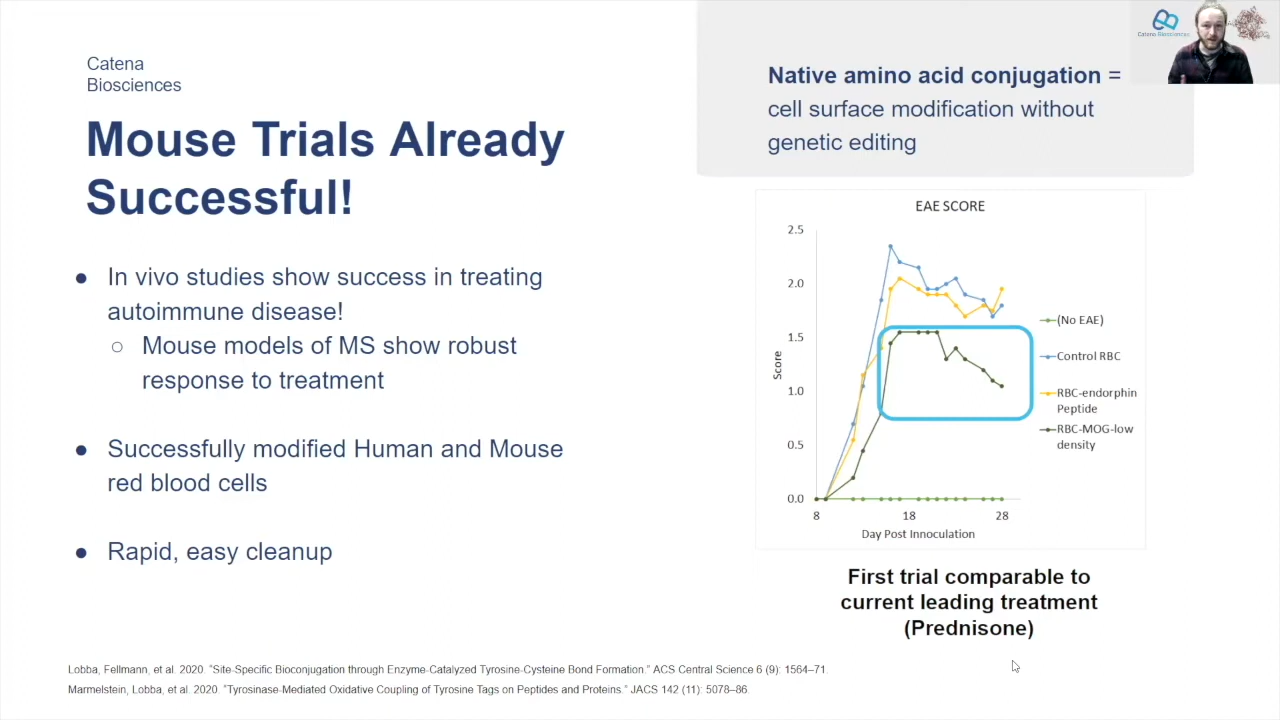 Catena
Biosciences
Mouse Trials Already
Successful!
● In vivo studies show success in treating
autoimmune disease!
○ Mouse models of MS show robust
response to treatment
● Successfully modified Human and Mouse
red blood cells
● Rapid, easy cleanup
Native amino acid conjugation =
cell surface modification without
genetic editing
Catena Biosciences
EAE SCORE
2.5
2.0
1.5
1.0
0.5
0.0
Score
8 18 28
Day Post Innoculation
(No EAE)
Control RBC
RBC-endorphin
Peptide
RBC-MOG-low
density
First trial comparable to
current leading treatment
(Prednisone)
Lobba, Fellmann, et al. 2020. “Site-Specific Bioconjugation through Enzyme-Catalyzed Tyrosine-Cysteine Bond Formation.” ACS Central Science 6 (9): 1564–71.
Marmelstein, Lobba, et al. 2020. “Tyrosinase-Mediated Oxidative Coupling of Tyrosine Tags on Peptides and Proteins.” JACS 142 (11): 5078–86.